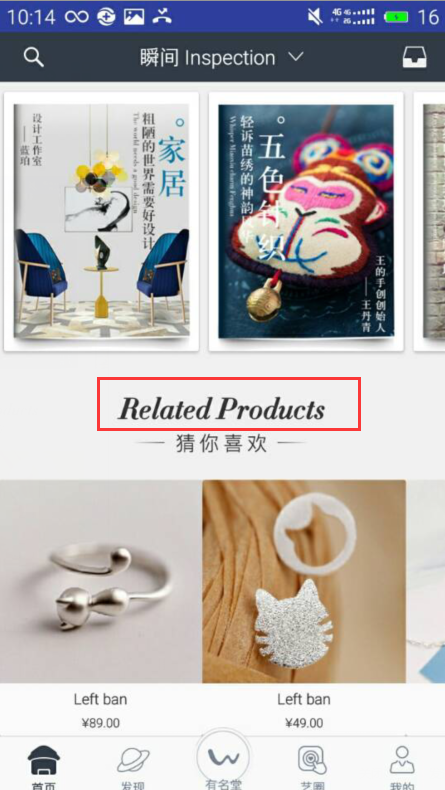 10:14
4G 4G 2G 16
瞬间 Inspection
家居
粗陋的世界需要好设计
The world needs a good design
设计工作室
——蓝珀
五色针织
轻诉苗绣的神韵
王的手创创始人
——王丹青
Related Products
猜你喜欢
Left ban
¥89.00
Left ban
¥49.00
首页
发现
有名堂
艺圈
我的